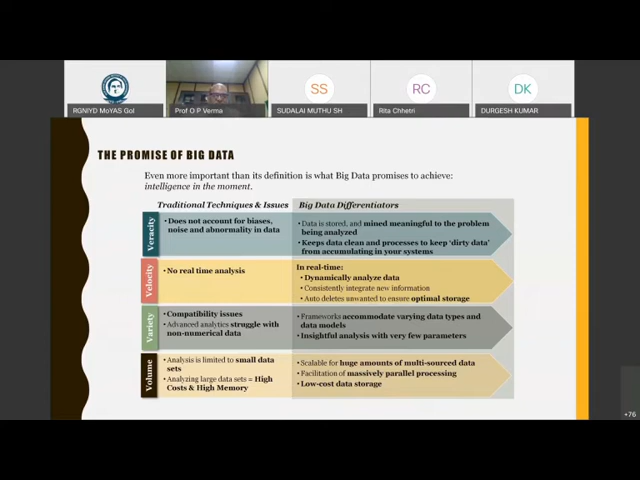 SS
RC
DK
RGNIYD MoYAS GoI
Prof O P Verma
SUDALAI MUTHU SH
Rita Chhetri
DURGESH KUMAR
THE PROMISE OF BIG DATA
Even more important than its definition is what Big Data promises to achieve:
intelligence in the moment.
Traditional Techniques & Issues
Big Data Differentiators
Veracity
• Does not account for biases,
noise and abnormality in data
• Data is stored, and mined meaningful to the problem
being analyzed
• Keeps data clean and processes to keep 'dirty data'
from accumulating in your systems
Velocity
• No real time analysis
In real-time:
• Dynamically analyze data
• Consistently integrate new information
• Auto deletes unwanted to ensure optimal storage
Variety
• Compatibility issues
• Advanced analytics struggle with
non-numerical data
• Frameworks accommodate varying data types and
data models
• Insightful analysis with very few parameters
Volume
• Analysis is limited to small data
sets
• Analyzing large data sets = High
Costs & High Memory
• Scalable for huge amounts of multi-sourced data
• Facilitation of massively parallel processing
• Low-cost data storage
+76